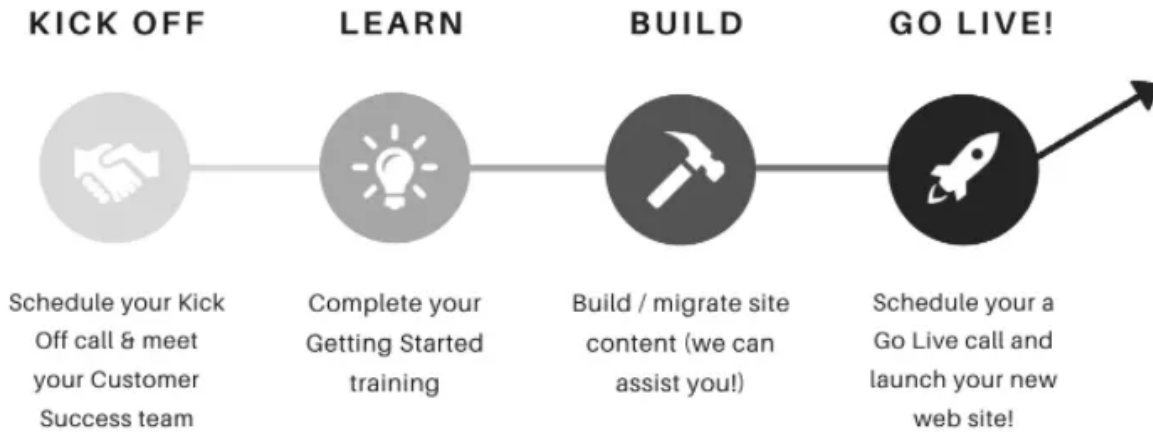 KICK OFF
LEARN
BUILD
GO LIVE!
Schedule your Kick
Off call & meet
your Customer
Success team
Complete your
Getting Started
training
Build / migrate site
content (we can
assist you!)
Schedule your a
Go Live call and
launch your new
web site!